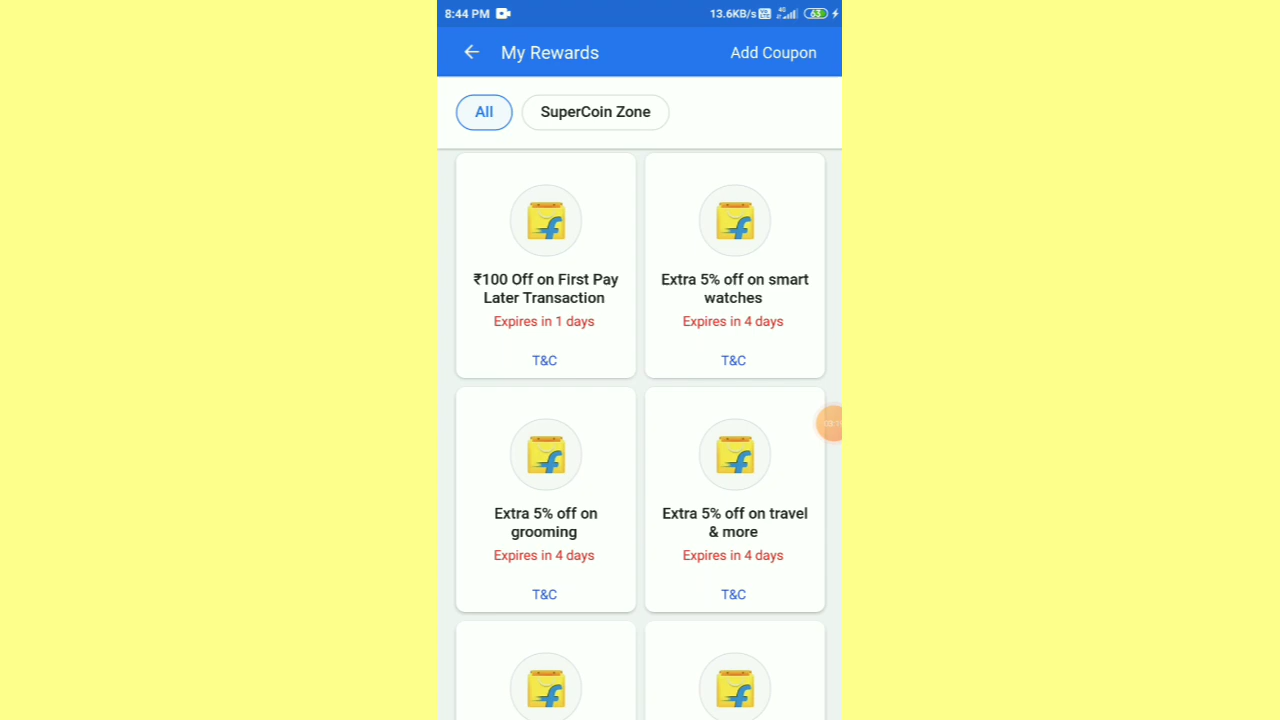 8:44 PM 13.6KB/s 4G 63
My Rewards Add Coupon
All SuperCoin Zone
₹100 Off on First Pay
Later Transaction
Expires in 1 days
T&C
Extra 5% off on smart
watches
Expires in 4 days
T&C
Extra 5% off on
grooming
Expires in 4 days
T&C
Extra 5% off on travel
& more
Expires in 4 days
T&C